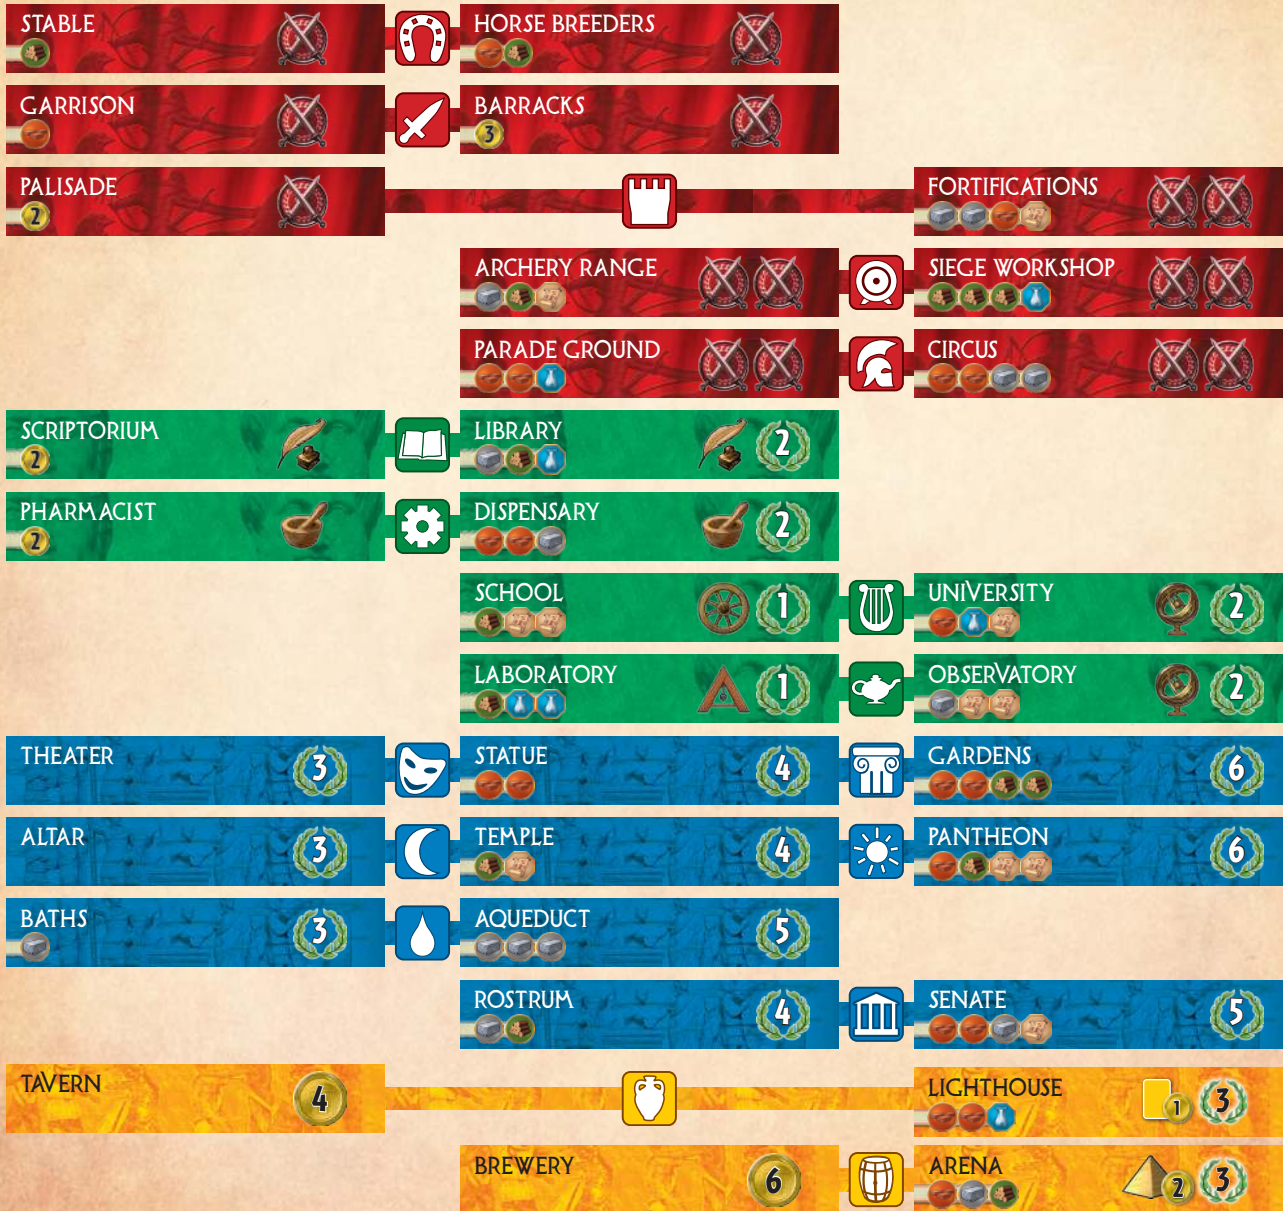 STABLE HORSE BREEDERS
GARRISON BARRACKS
3
PALISADE FORTIFICATIONS
2
ARCHERY RANGE SIEGE WORKSHOP
PARADE GROUND CIRCUS
SCRIPTORIUM LIBRARY 2
2
PHARMACIST DISPENSARY 2
2
SCHOOL 1 UNIVERSITY 2
LABORATORY 1 OBSERVATORY 2
THEATER 3 STATUE 4 GARDENS 6
ALTAR 3 TEMPLE 4 PANTHEON 6
BATHS 3 AQUEDUCT 5
ROSTRUM 4 SENATE 5
TAVERN 4 LIGHTHOUSE 1 3
BREWERY 6 ARENA 2 3